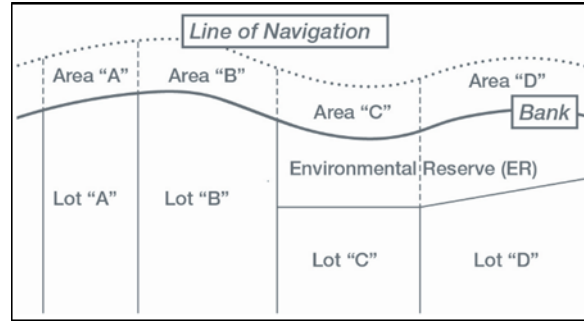 Line of Navigation
Area “A”
Area “B”
Area “D”
Area “C”
Bank
Environmental Reserve (ER)
Lot “A”
Lot “B”
Lot “C”
Lot “D”